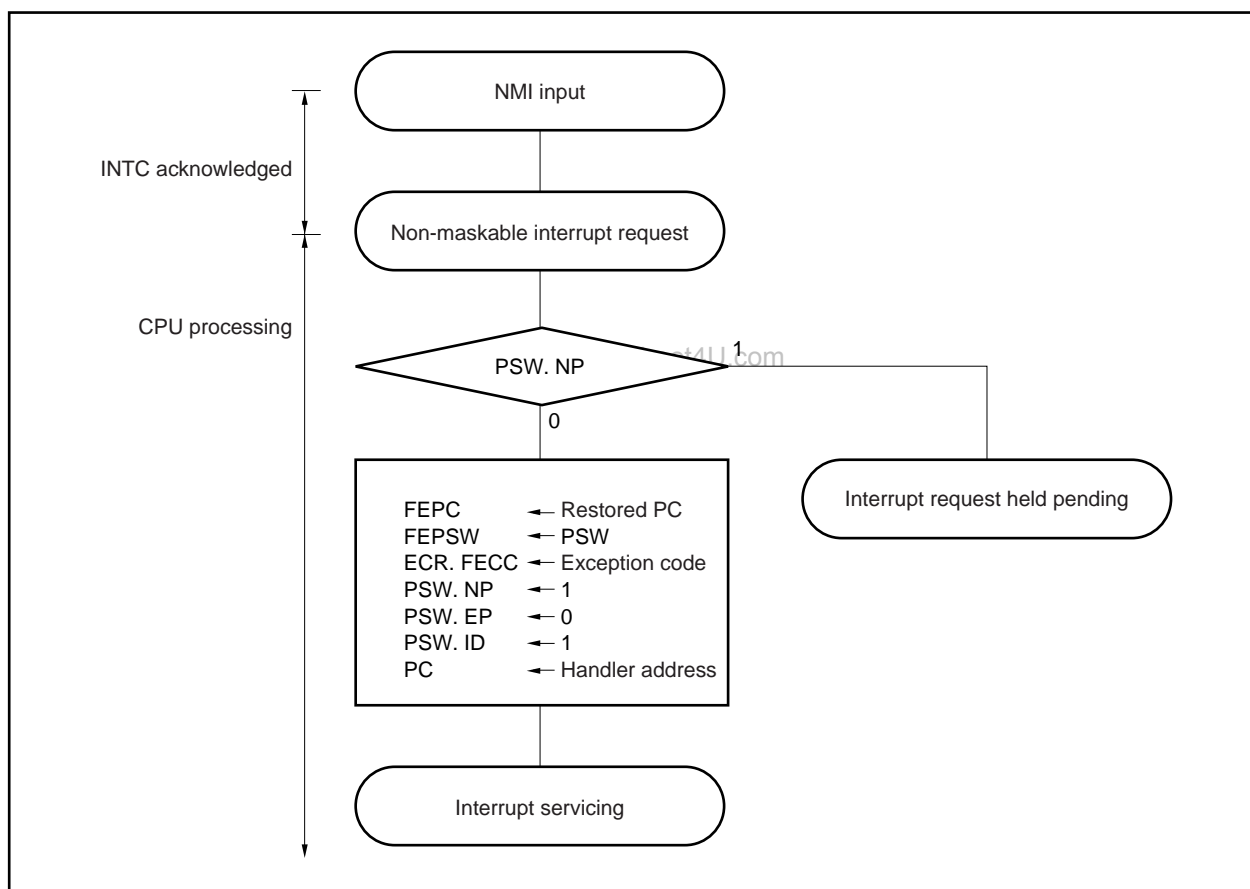 NMI input
INTC acknowledged
Non-maskable interrupt request
CPU processing
PSW. NP
1
0
FEPC ← Restored PC
FEPSW ← PSW
ECR. FECC ← Exception code
PSW. NP ← 1
PSW. EP ← 0
PSW. ID ← 1
PC ← Handler address
Interrupt request held pending
Interrupt servicing